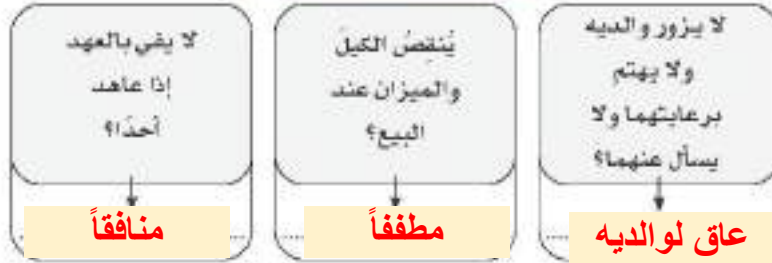 لا يزور والديه
ولا يهتم
برعايتهما ولا
يسأل عنهما؟
عاق لوالديه
يُنقِصُ الكيلَ
والميزان عند
البيع؟
مطففاً
لا يفي بالعهد
إذا عاهد
أحدًا؟
منافقاً